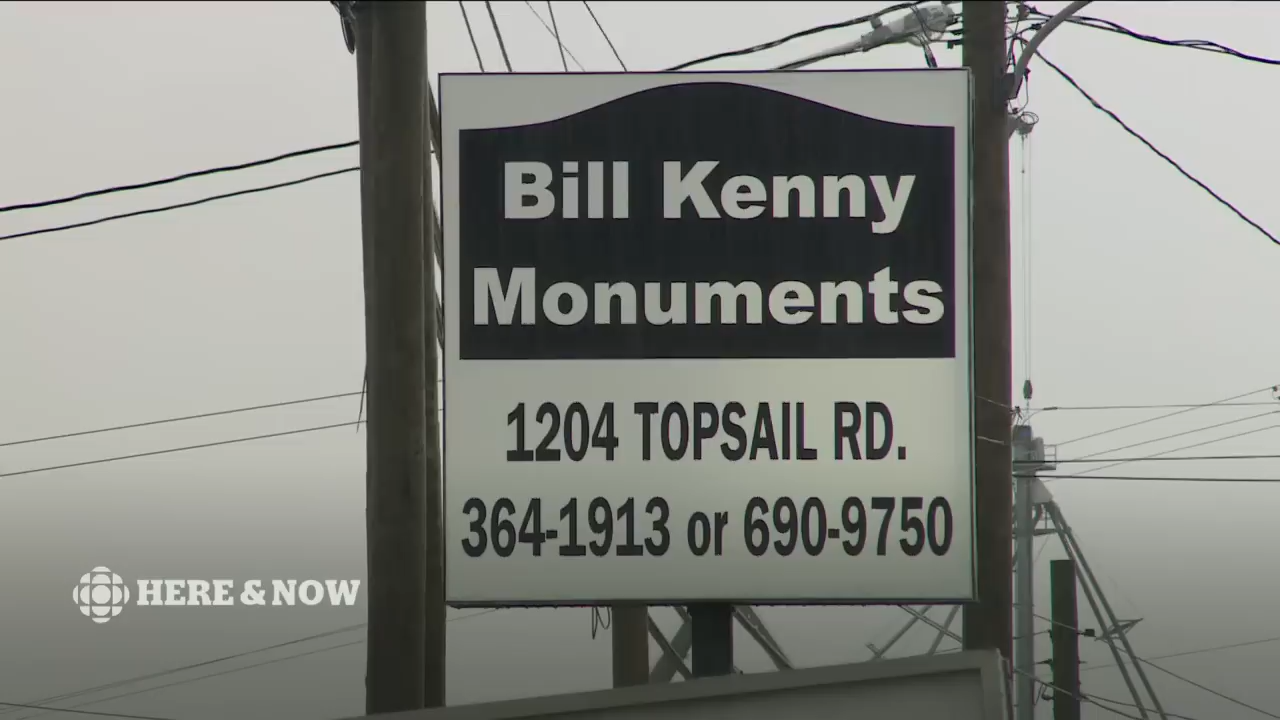 Bill Kenny
Monuments
1204 TOPSAIL RD.
364-1913 or 690-9750
HERE & NOW